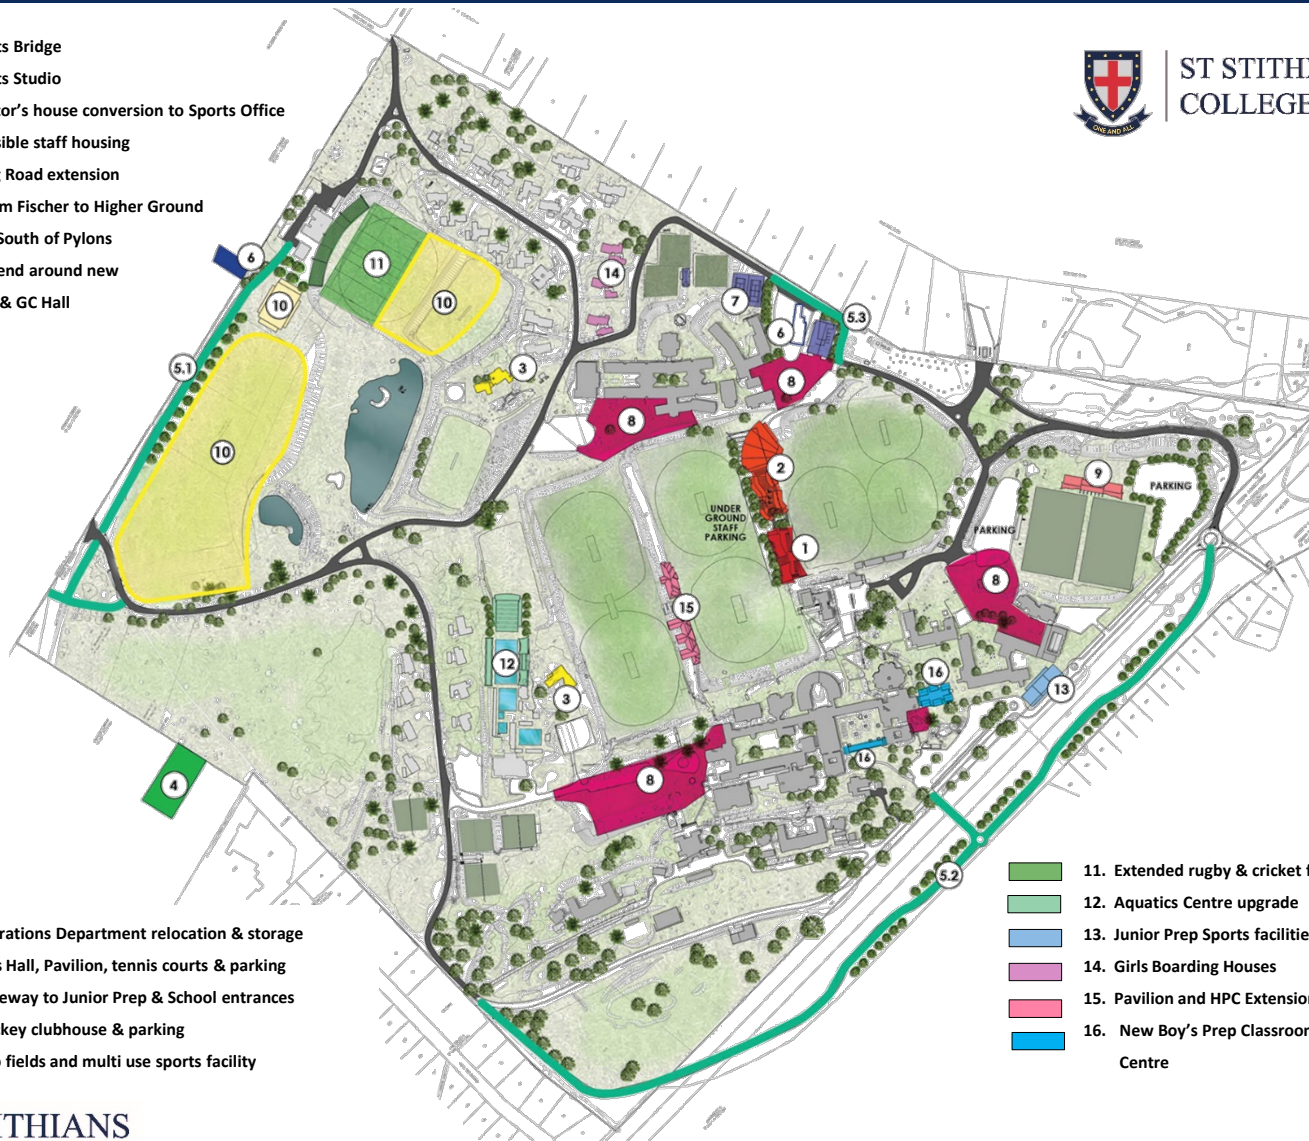 ts Bridge
ts Studio
tor's house conversion to Sports Office
sible staff housing
g Road extension
m Fischer to Higher Ground
South of Pylons
end around new
& GC Hall
ST STITHI
COLLEGE
ONE AND ALL
6
11
10
10
14
7
5.3
6
5.1
3
8
8
10
2
9
PARKING
UNDER
GROUND
STAFF
PARKING
PARKING
1
8
15
12
3
16
13
16
8
4
5.2
11. Extended rugby & cricket f
12. Aquatics Centre upgrade
13. Junior Prep Sports facilitie
14. Girls Boarding Houses
15. Pavilion and HPC Extension
16. New Boy's Prep Classroom
Centre
rations Department relocation & storage
s Hall, Pavilion, tennis courts & parking
eway to Junior Prep & School entrances
key clubhouse & parking
o fields and multi use sports facility
ITHIANS